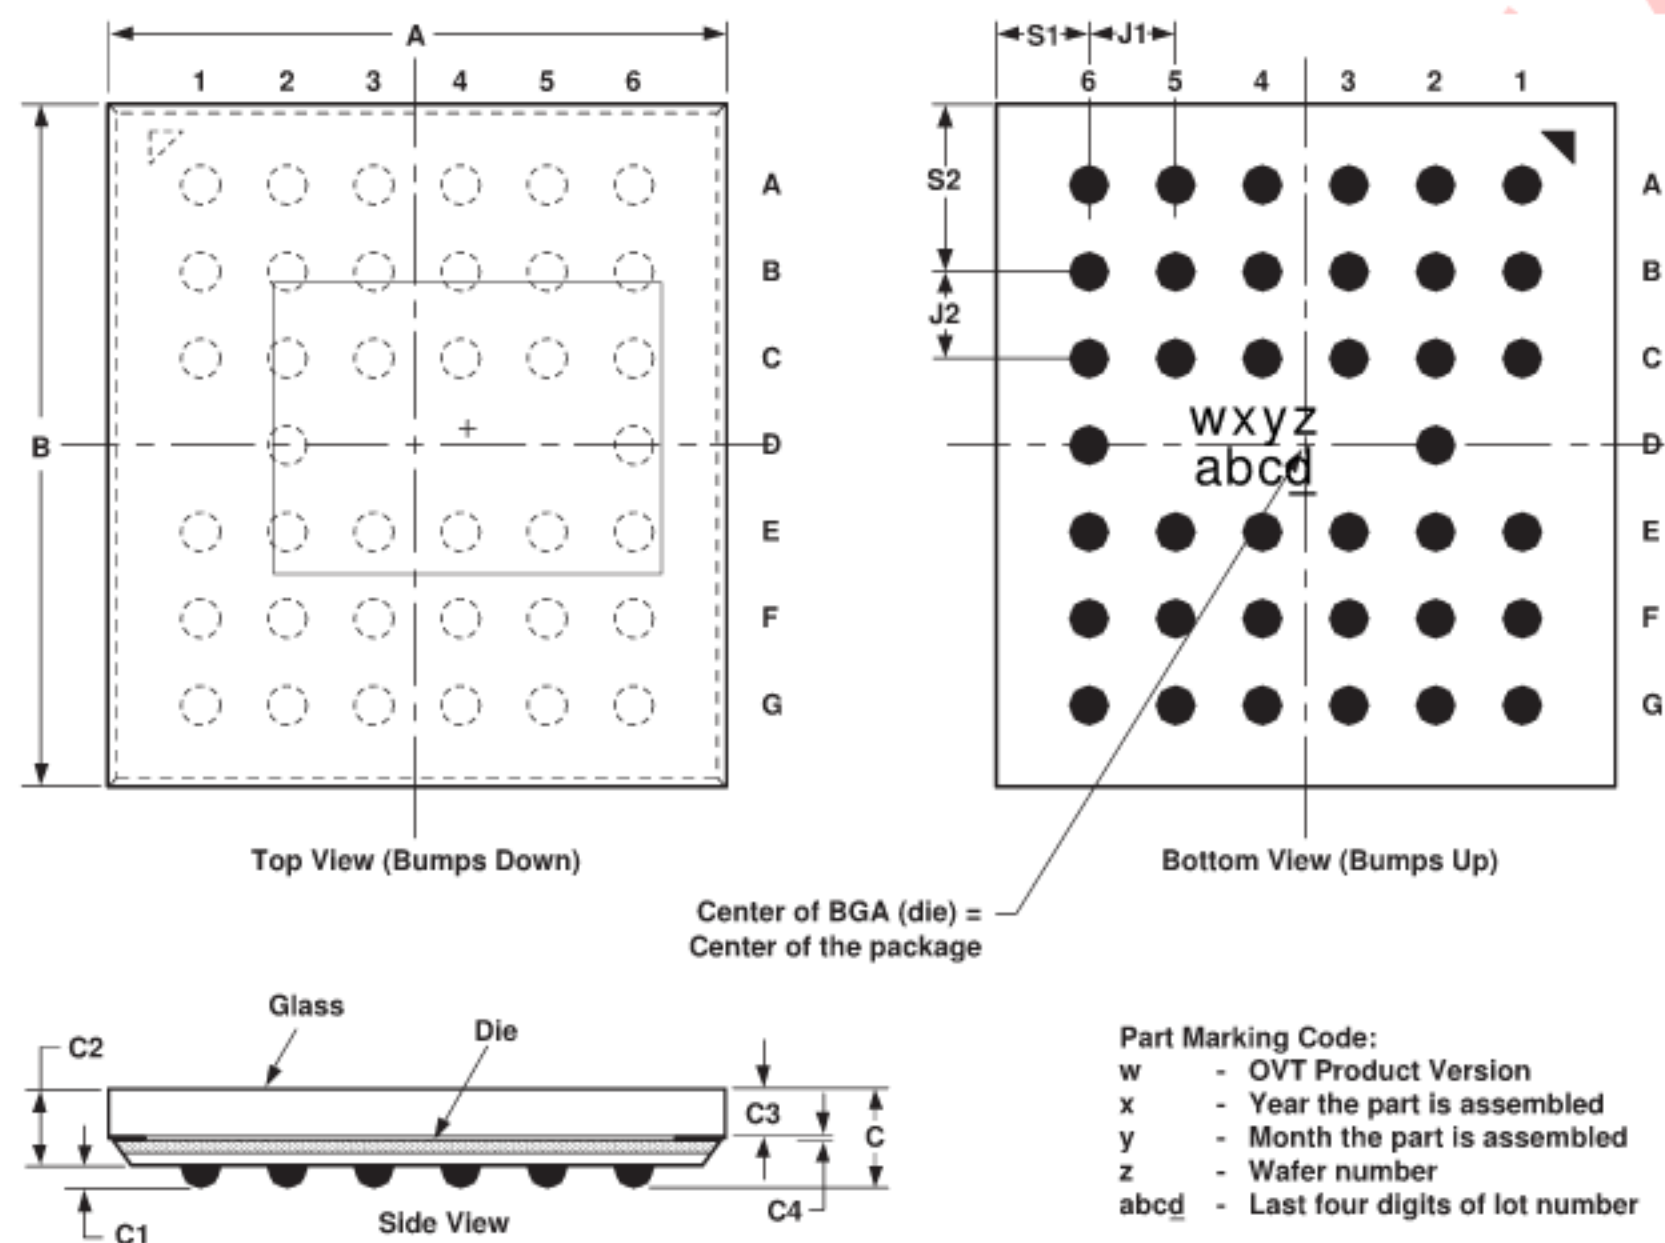 A
S1 J1
1 2 3 4 5 6
6 5 4 3 2 1
A
S2
A
B
B
J2
C
C
wxyz
B
D
D
abcd
E
E
F
F
G
G
Top View (Bumps Down)
Bottom View (Bumps Up)
Center of BGA (die) =
Center of the package
Glass
Die
C2
C3
C
C4
C1
Side View
Part Marking Code:
w - OVT Product Version
x - Year the part is assembled
y - Month the part is assembled
z - Wafer number
abcd - Last four digits of lot number